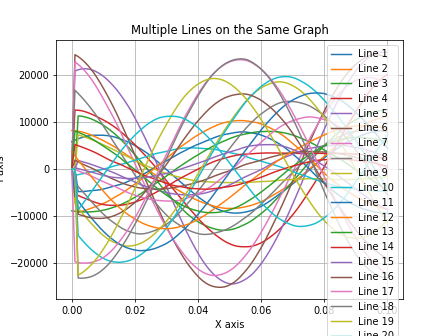 Multiple Lines on the Same Graph
20000
10000
0
−10000
−20000
0.00
0.02
0.04
0.06
X axis
Line 1
Line 2
Line 3
Line 4
Line 5
Line 6
Line 7
Line 8
Line 9
Line 10
Line 11
Line 12
Line 13
Line 14
Line 15
Line 16
Line 17
Line 18
Line 19
Line 20